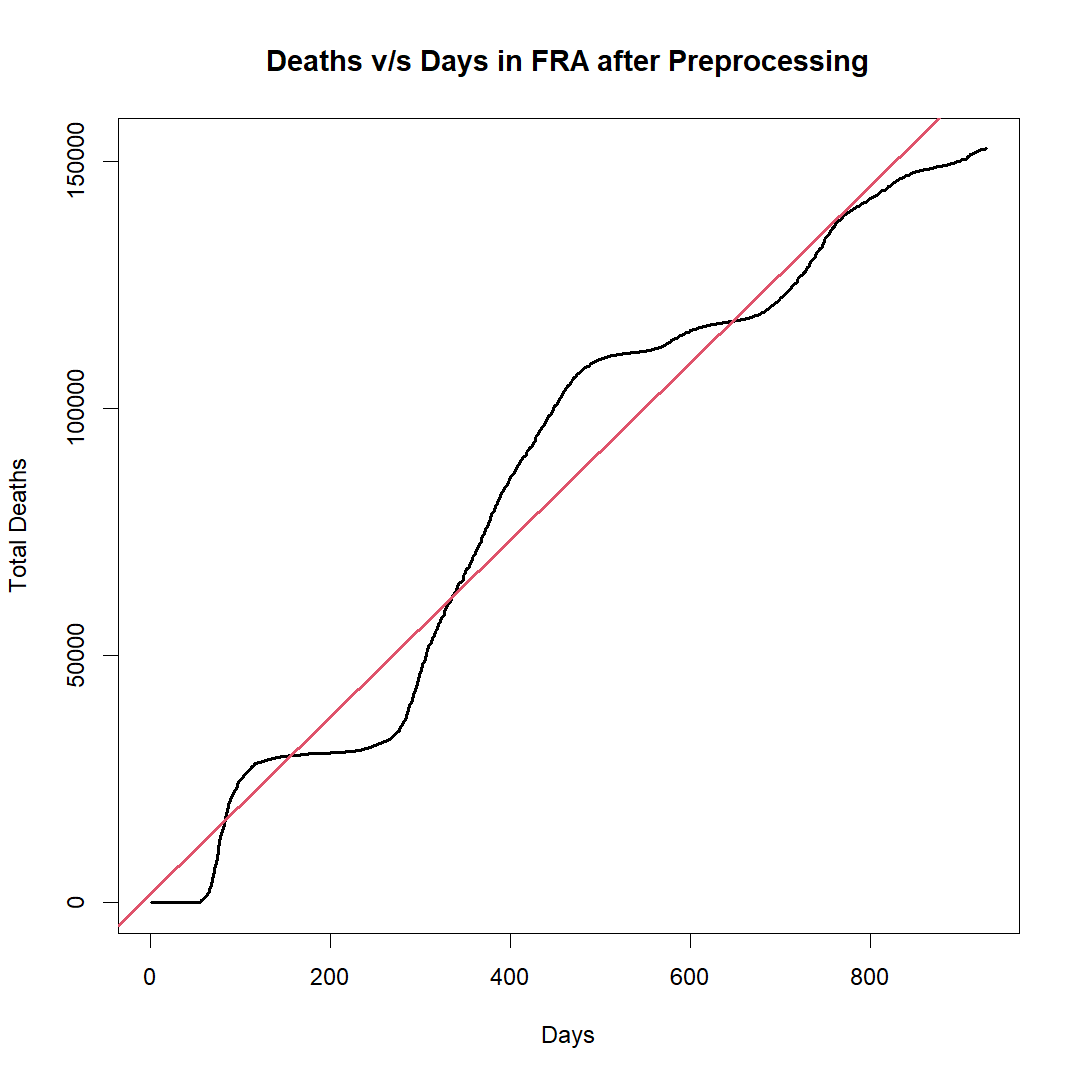 Deaths v/s Days in FRA after Preprocessing
Total Deaths
150000
100000
50000
0
0 200 400 600 800
Days